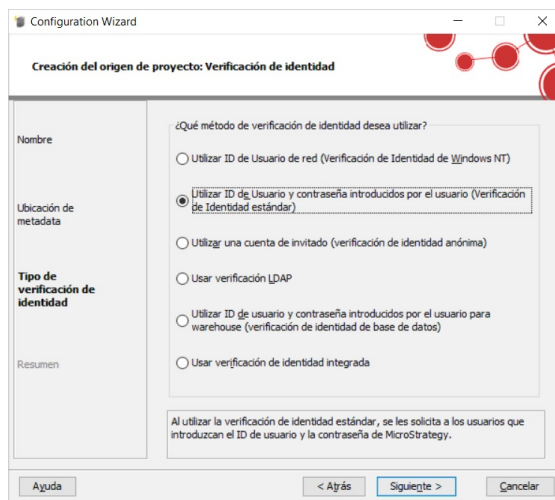 Configuration Wizard
Creación del origen de proyecto: Verificación de identidad
Nombre
Ubicación de
metadata
Tipo de
verificación de
identidad
Resumen
¿Qué método de verificación de identidad desea utilizar?
Utilizar ID de Usuario de red (Verificación de Identidad de Windows NT)
Utilizar ID de Usuario y contraseña introducidos por el usuario (Verificación
de Identidad estándar)
Utilizar una cuenta de invitado (verificación de identidad anónima)
Usar verificación LDAP
Utilizar ID de usuario y contraseña introducidos por el usuario para
warehouse (verificación de identidad de base de datos)
Usar verificación de identidad integrada
Al utilizar la verificación de identidad estándar, se les solicita a los usuarios que
introduzcan el ID de usuario y la contraseña de MicroStrategy.
Ayuda
< Atrás
Siguiente >
Cancelar